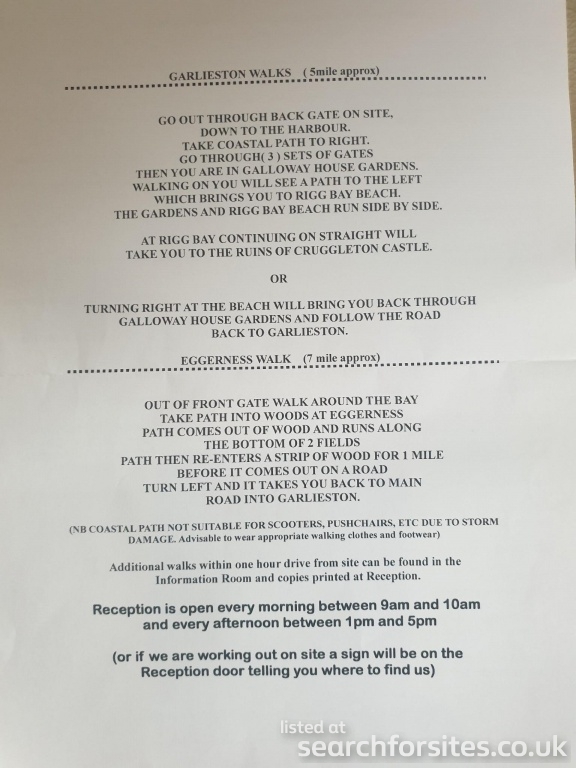 GARLIESTON WALKS ( 5mile approx)
GO OUT THROUGH BACK GATE ON SITE,
DOWN TO THE HARBOUR.
TAKE COASTAL PATH TO RIGHT.
GO THROUGH( 3 ) SETS OF GATES
THEN YOU ARE IN GALLOWAY HOUSE GARDENS.
WALKING ON YOU WILL SEE A PATH TO THE LEFT
WHICH BRINGS YOU TO RIGG BAY BEACH.
THE GARDENS AND RIGG BAY BEACH RUN SIDE BY SIDE.
AT RIGG BAY CONTINUING ON STRAIGHT WILL
TAKE YOU TO THE RUINS OF CRUGGLETON CASTLE.
OR
TURNING RIGHT AT THE BEACH WILL BRING YOU BACK THROUGH
GALLOWAY HOUSE GARDENS AND FOLLOW THE ROAD
BACK TO GARLIESTON.
EGGERNESS WALK (7 mile approx)
OUT OF FRONT GATE WALK AROUND THE BAY
TAKE PATH INTO WOODS AT EGGERNESS
PATH COMES OUT OF WOOD AND RUNS ALONG
THE BOTTOM OF 2 FIELDS
PATH THEN RE-ENTERS A STRIP OF WOOD FOR 1 MILE
BEFORE IT COMES OUT ON A ROAD
TURN LEFT AND IT TAKES YOU BACK TO MAIN
ROAD INTO GARLIESTON.
(NB COASTAL PATH NOT SUITABLE FOR SCOOTERS, PUSHCHAIRS, ETC DUE TO STORM
DAMAGE. Advisable to wear appropriate walking clothes and footwear)
Additional walks within one hour drive from site can be found in the
Information Room and copies printed at Reception.
Reception is open every morning between 9am and 10am
and every afternoon between 1pm and 5pm
(or if we are working out on site a sign will be on the
Reception door telling you where to find us)
listed at
searchforsites.co.uk